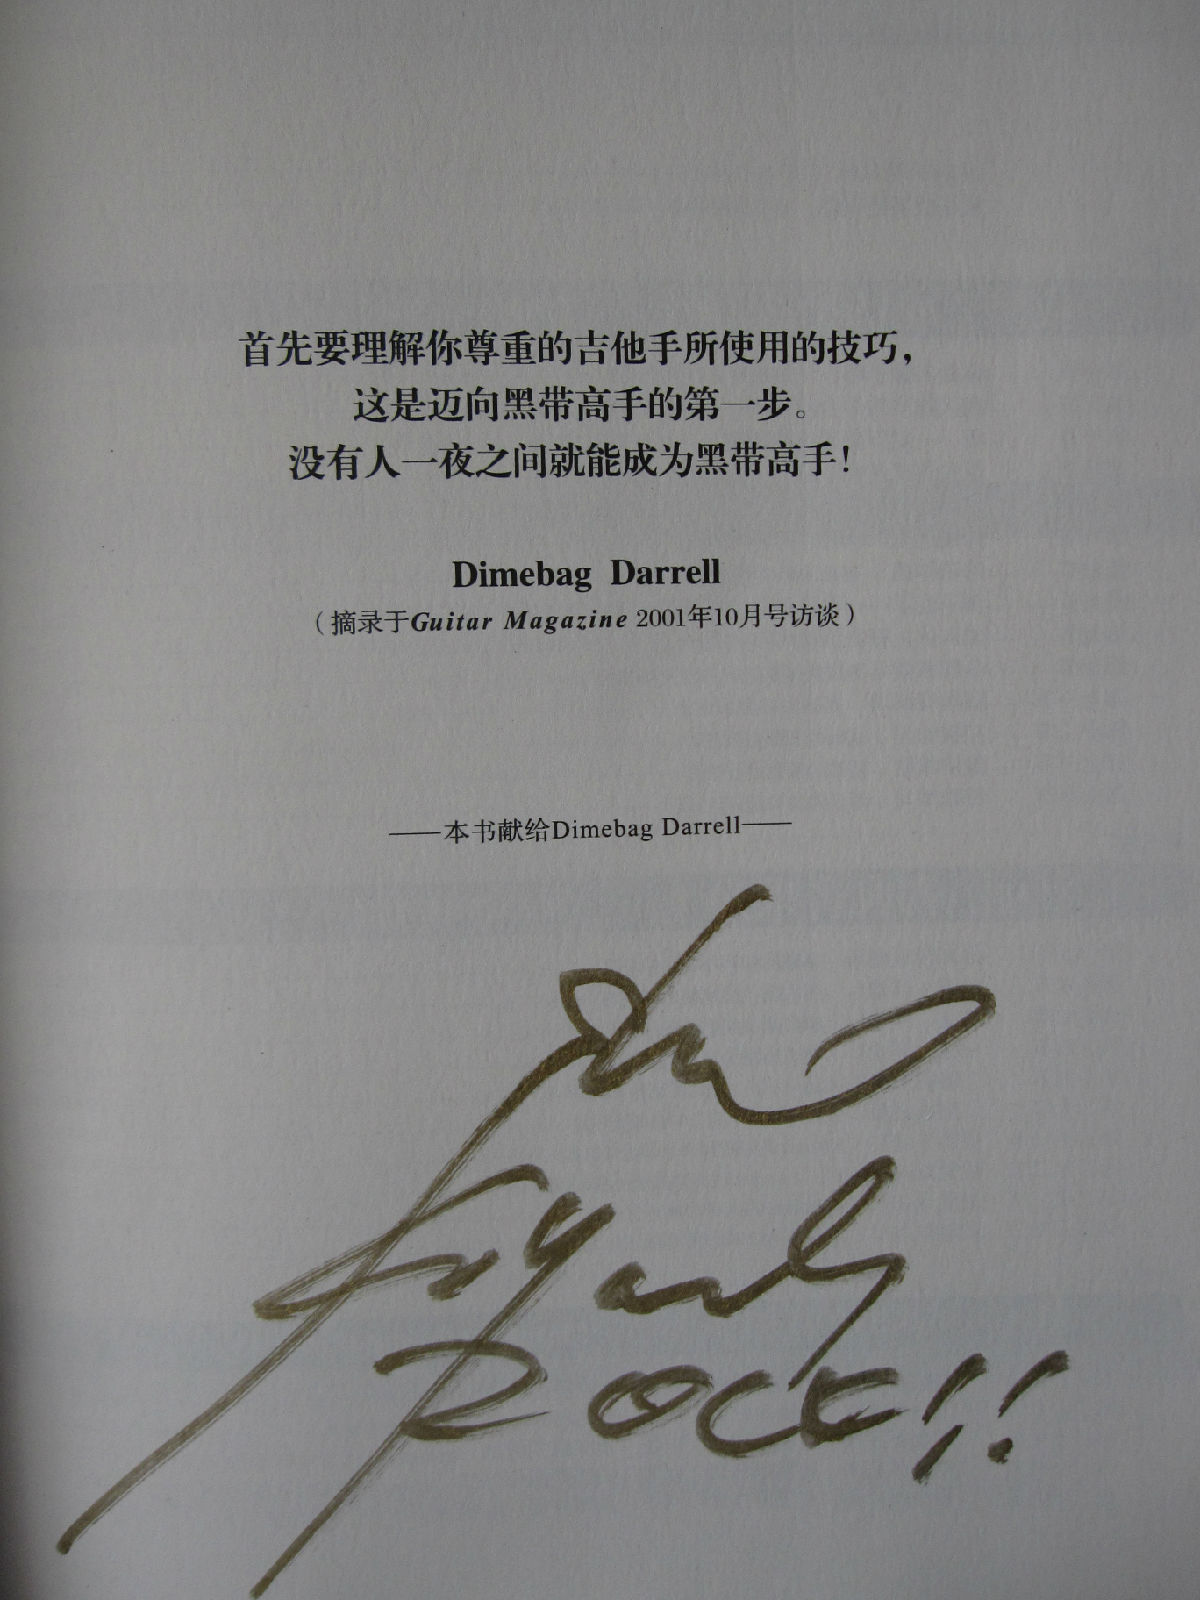 首先要理解你尊重的吉他手所使用的技巧，
这是迈向黑带高手的第一步。
没有人一夜之间就能成为黑带高手！
Dimebag Darrell
（摘录于Guitar Magazine 2001年10月号访谈）
——本书献给Dimebag Darrell——
ROCK!!